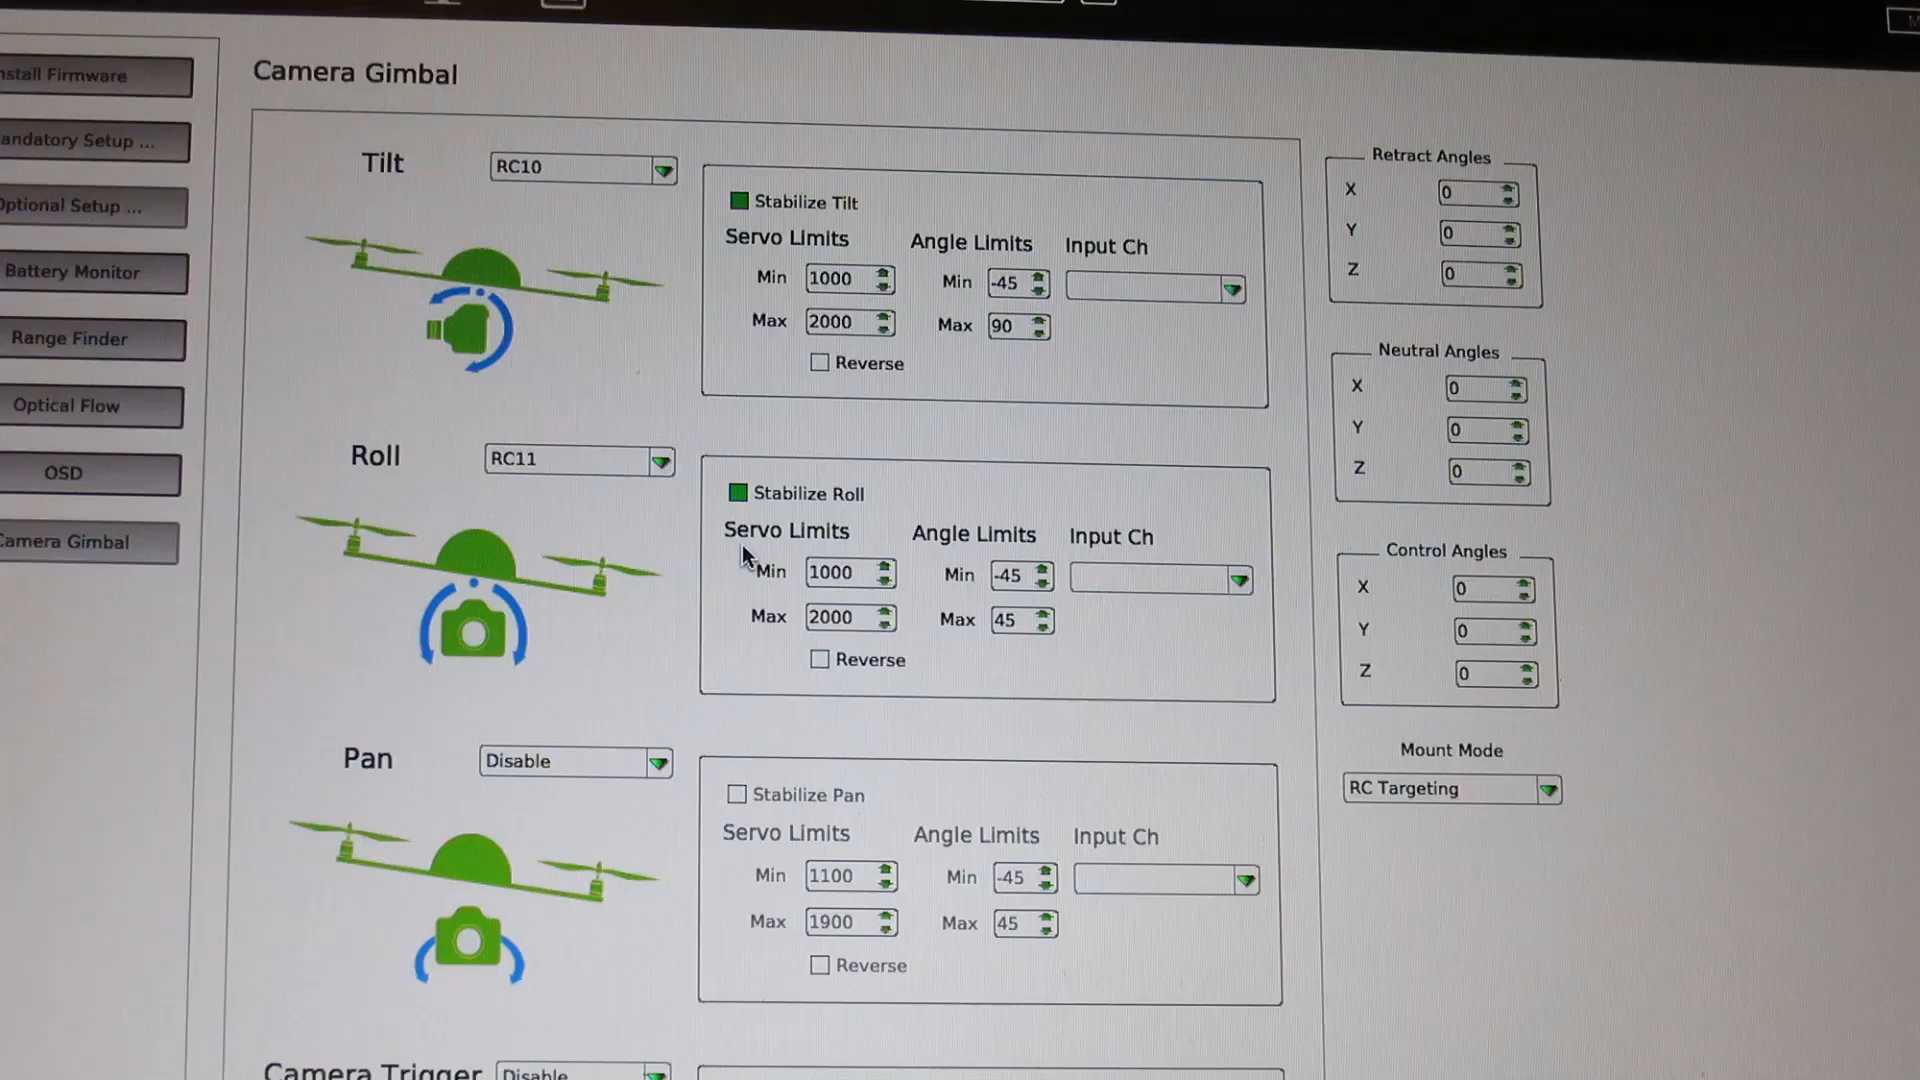 nstall Firmware
andatory Setup ...
Optional Setup ...
Battery Monitor
Range Finder
Optical Flow
OSD
Camera Gimbal
Camera Gimbal
Tilt
RC10
Stabilize Tilt
Servo Limits Angle Limits Input Ch
Min 1000 Min -45
Max 2000 Max 90
Reverse
Roll
RC11
Stabilize Roll
Servo Limits Angle Limits Input Ch
Min 1000 Min -45
Max 2000 Max 45
Reverse
Pan
Disable
Stabilize Pan
Servo Limits Angle Limits Input Ch
Min 1100 Min -45
Max 1900 Max 45
Reverse
Camera Trigger Disable
Retract Angles
X 0
Y 0
Z 0
Neutral Angles
X 0
Y 0
Z 0
Control Angles
X 0
Y 0
Z 0
Mount Mode
RC Targeting